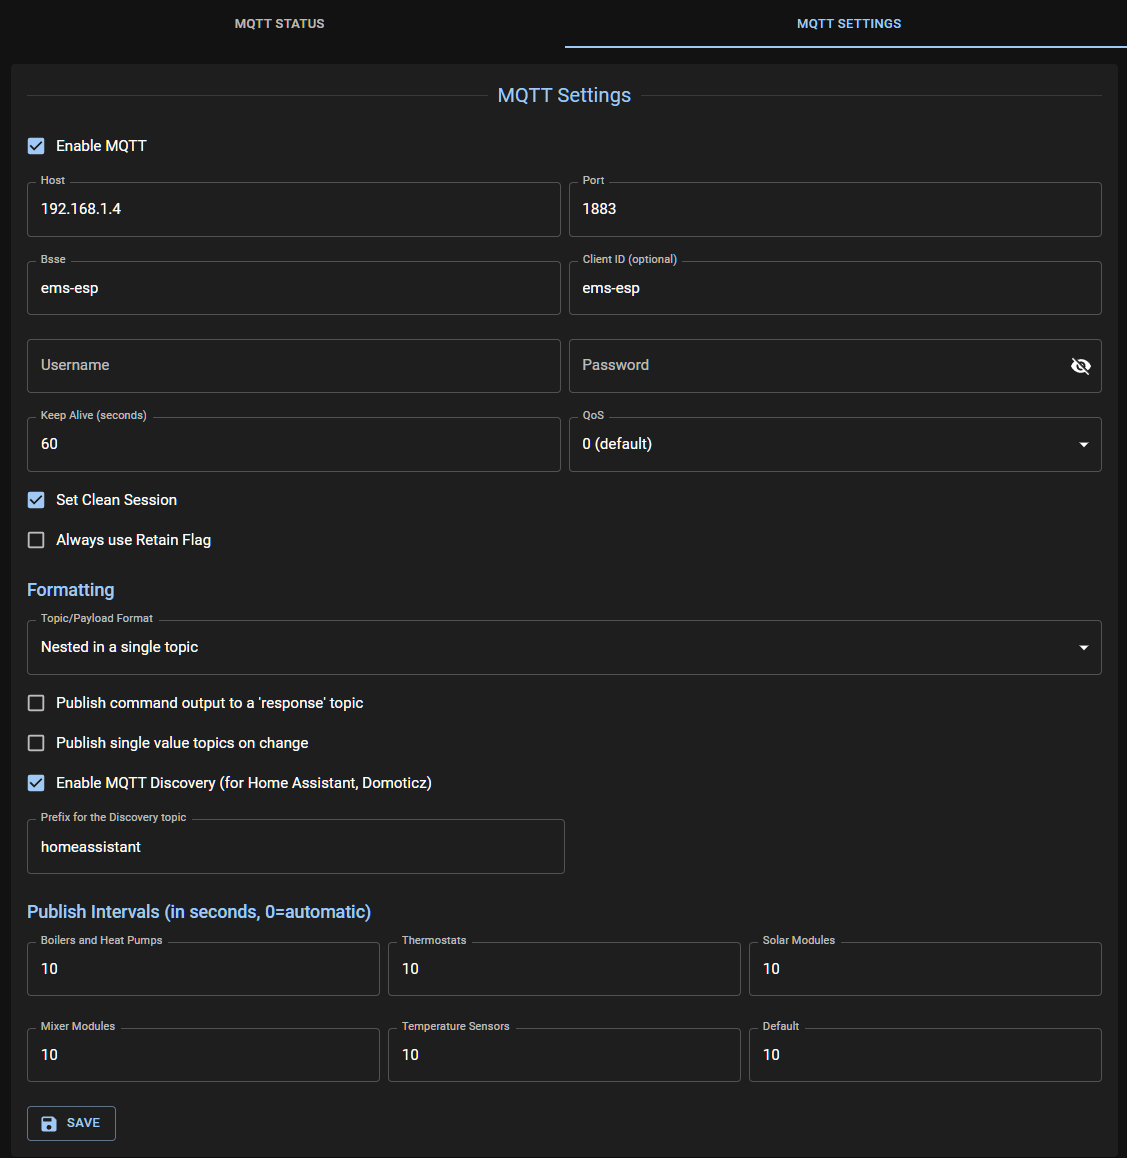 MQTT STATUS
MQTT SETTINGS
MQTT Settings
Enable MQTT
Host
Port
192.168.1.4
1883
Bsse
Client ID (optional)
ems-esp
ems-esp
Username
Password
Keep Alive (seconds)
QoS
60
0 (default)
Set Clean Session
Always use Retain Flag
Formatting
Topic/Payload Format
Nested in a single topic
Publish command output to a 'response' topic
Publish single value topics on change
Enable MQTT Discovery (for Home Assistant, Domoticz)
Prefix for the Discovery topic
homeassistant
Publish Intervals (in seconds, 0=automatic)
Boilers and Heat Pumps
Thermostats
Solar Modules
10
10
10
Mixer Modules
Temperature Sensors
Default
10
10
10
SAVE